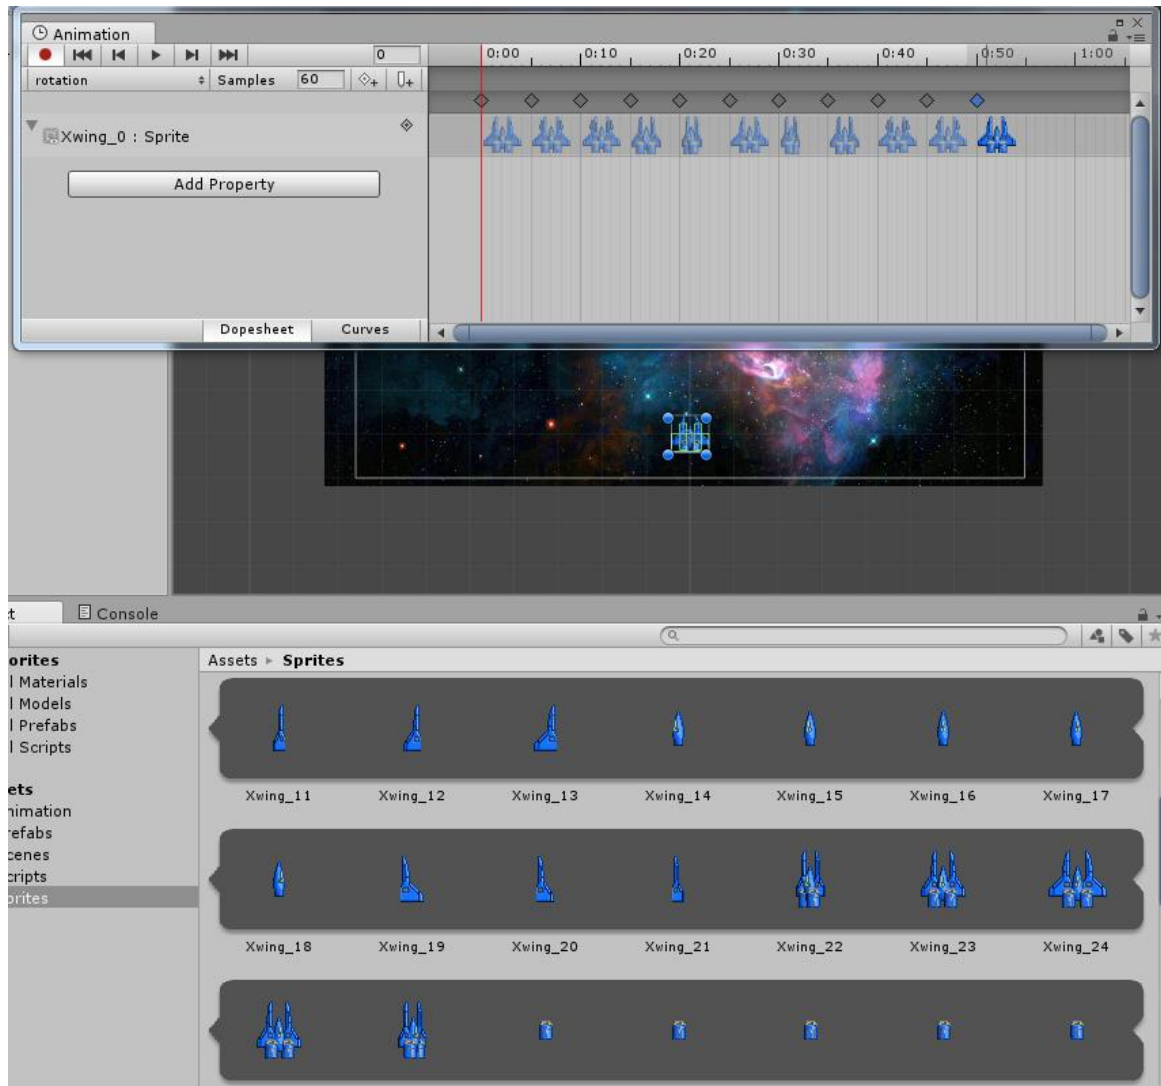 Animation
0
0:00 0:10 0:20 0:30 0:40 0:50 1:00
rotation Samples 60
Xwing_0 : Sprite
Add Property
Dopesheet Curves
ct Console
orites
l Materials
l Models
l Prefabs
l Scripts
ets
nimation
refabs
cenes
cripts
prites
Assets Sprites
Xwing_11 Xwing_12 Xwing_13 Xwing_14 Xwing_15 Xwing_16 Xwing_17
Xwing_18 Xwing_19 Xwing_20 Xwing_21 Xwing_22 Xwing_23 Xwing_24